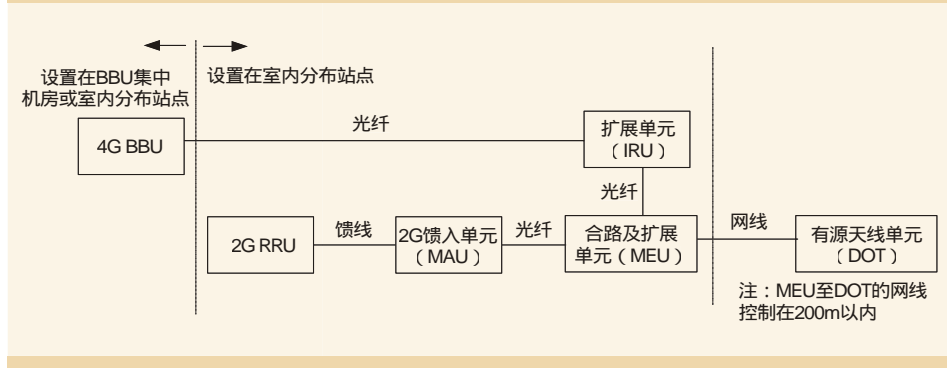 设置在BBU集中
机房或室内分布站点
设置在室内分布站点
4G BBU
光纤
扩展单元
（IRU）
光纤
2G RRU
馈线
2G馈入单元
（MAU）
光纤
合路及扩展
单元（MEU）
网线
有源天线单元
（DOT）
注：MEU至DOT的网线
控制在200m以内